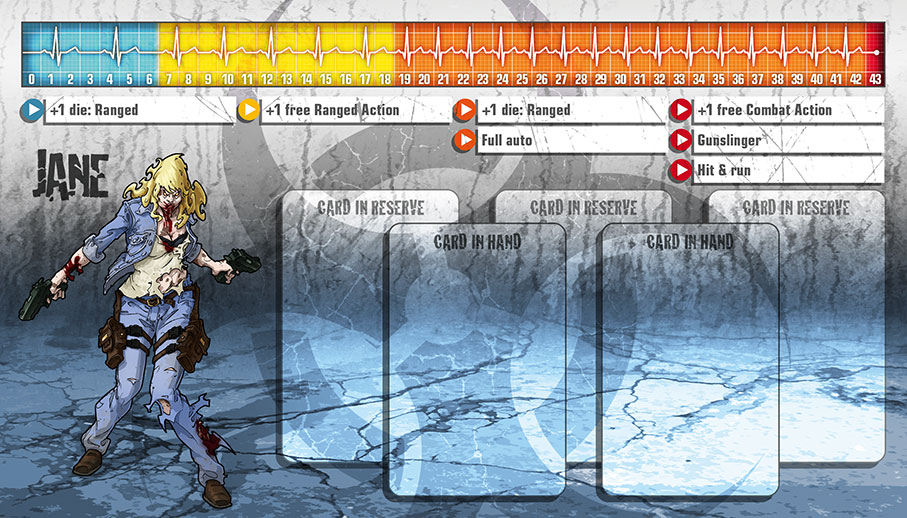 0 1 2 3 4 5 6 7 8 9 10 11 12 13 14 15 16 17 18 19 20 21 22 23 24 25 26 27 28 29 30 31 32 33 34 35 36 37 38 39 40 41 42 43
+1 die: Ranged
+1 free Ranged Action
+1 die: Ranged
+1 free Combat Action
Full auto
Gunslinger
Hit & run
JANE
CARD IN RESERVE
CARD IN RESERVE
CARD IN RESERVE
CARD IN HAND
CARD IN HAND